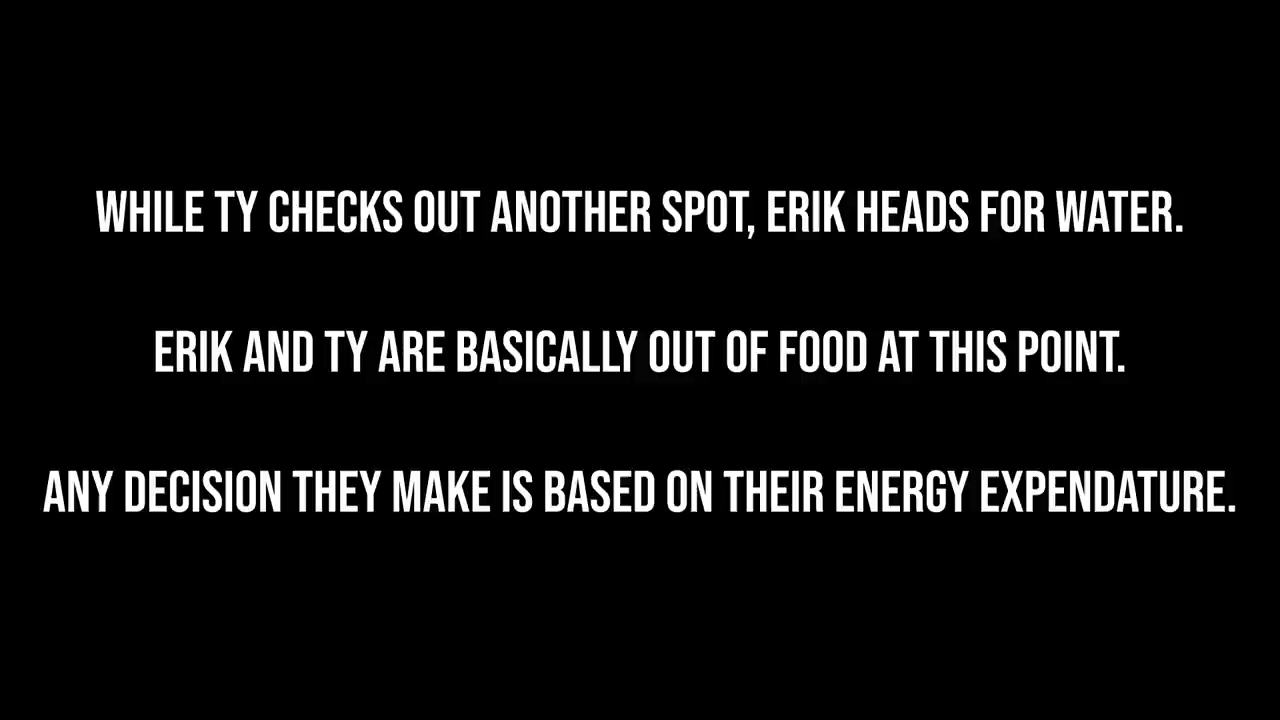 WHILE TY CHECKS OUT ANOTHER SPOT, ERIK HEADS FOR WATER.
ERIK AND TY ARE BASICALLY OUT OF FOOD AT THIS POINT.
ANY DECISION THEY MAKE IS BASED ON THEIR ENERGY EXPENDATURE.